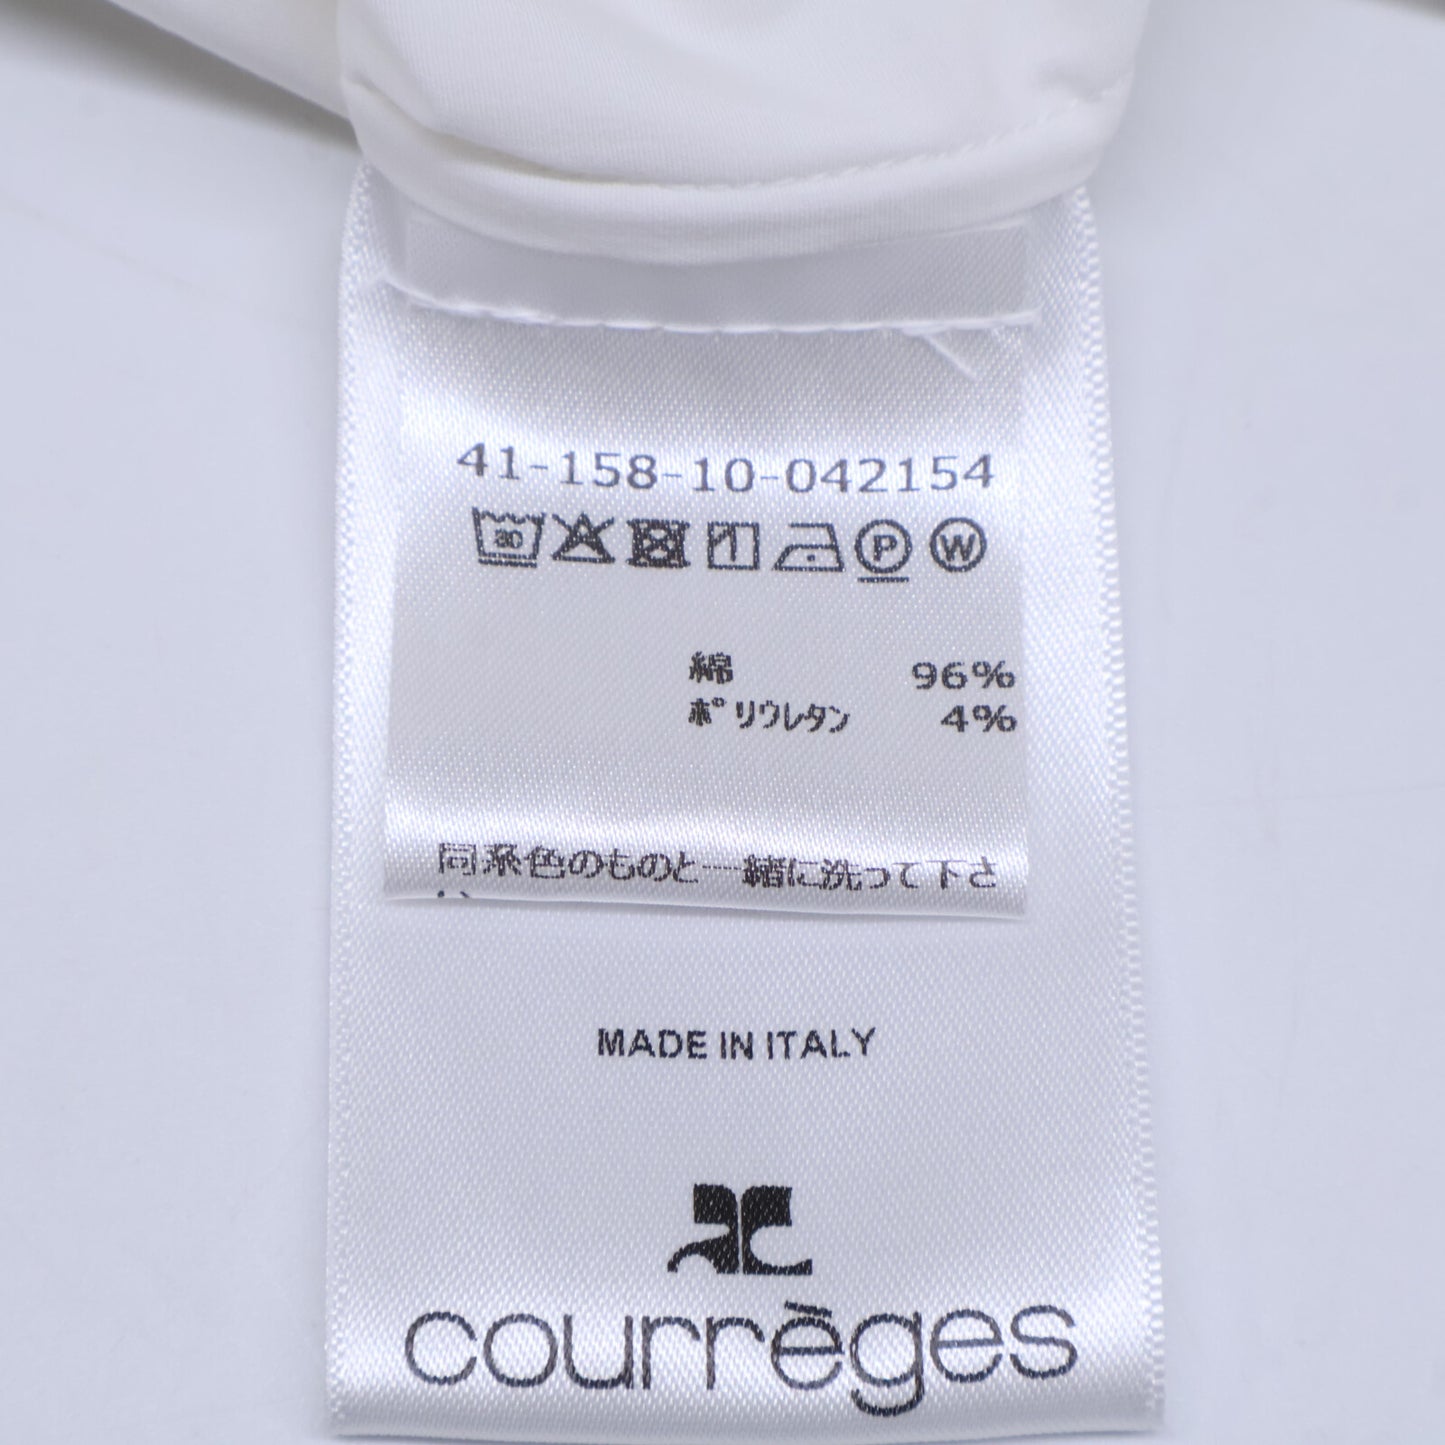 41-158-10-042154
30 P W
綿 96%
ポリウレタン 4%
同系色のものと一緒に洗って下さ
い
MADE IN ITALY
courrèges